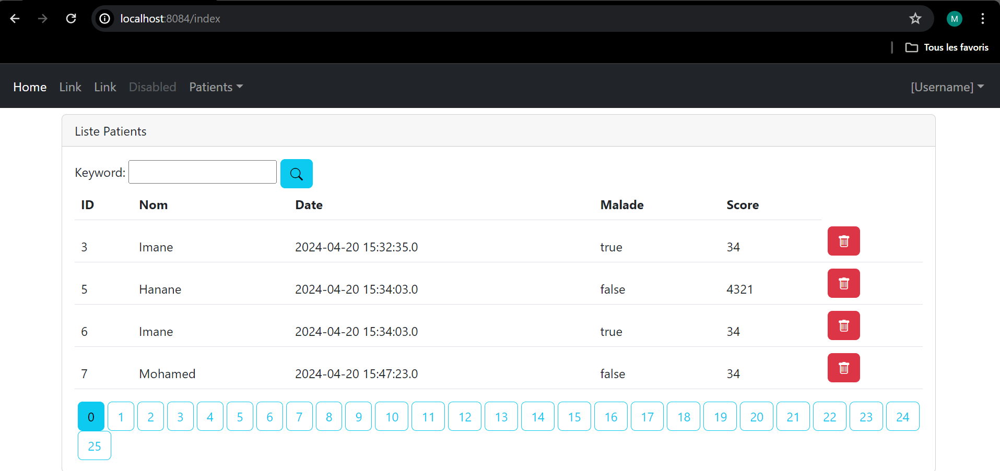 localhost:8084/index
M
Tous les favoris
Home Link Link Disabled Patients [Username]
Liste Patients
Keyword:
ID Nom Date Malade Score
3 Imane 2024-04-20 15:32:35.0 true 34
5 Hanane 2024-04-20 15:34:03.0 false 4321
6 Imane 2024-04-20 15:34:03.0 true 34
7 Mohamed 2024-04-20 15:47:23.0 false 34
0 1 2 3 4 5 6 7 8 9 10 11 12 13 14 15 16 17 18 19 20 21 22 23 24
25